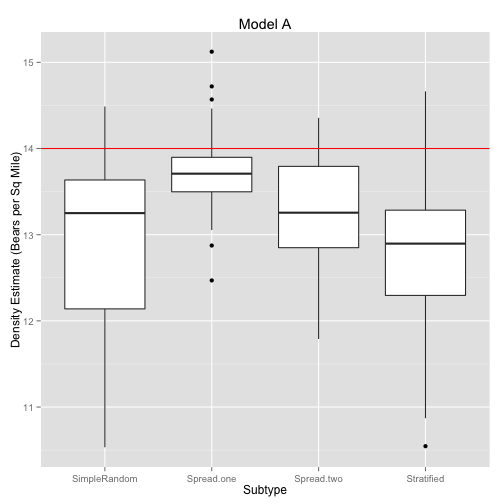 Model A
Density Estimate (Bears per Sq Mile)
15
14
13
12
11
SimpleRandom Spread.one Spread.two Stratified
Subtype